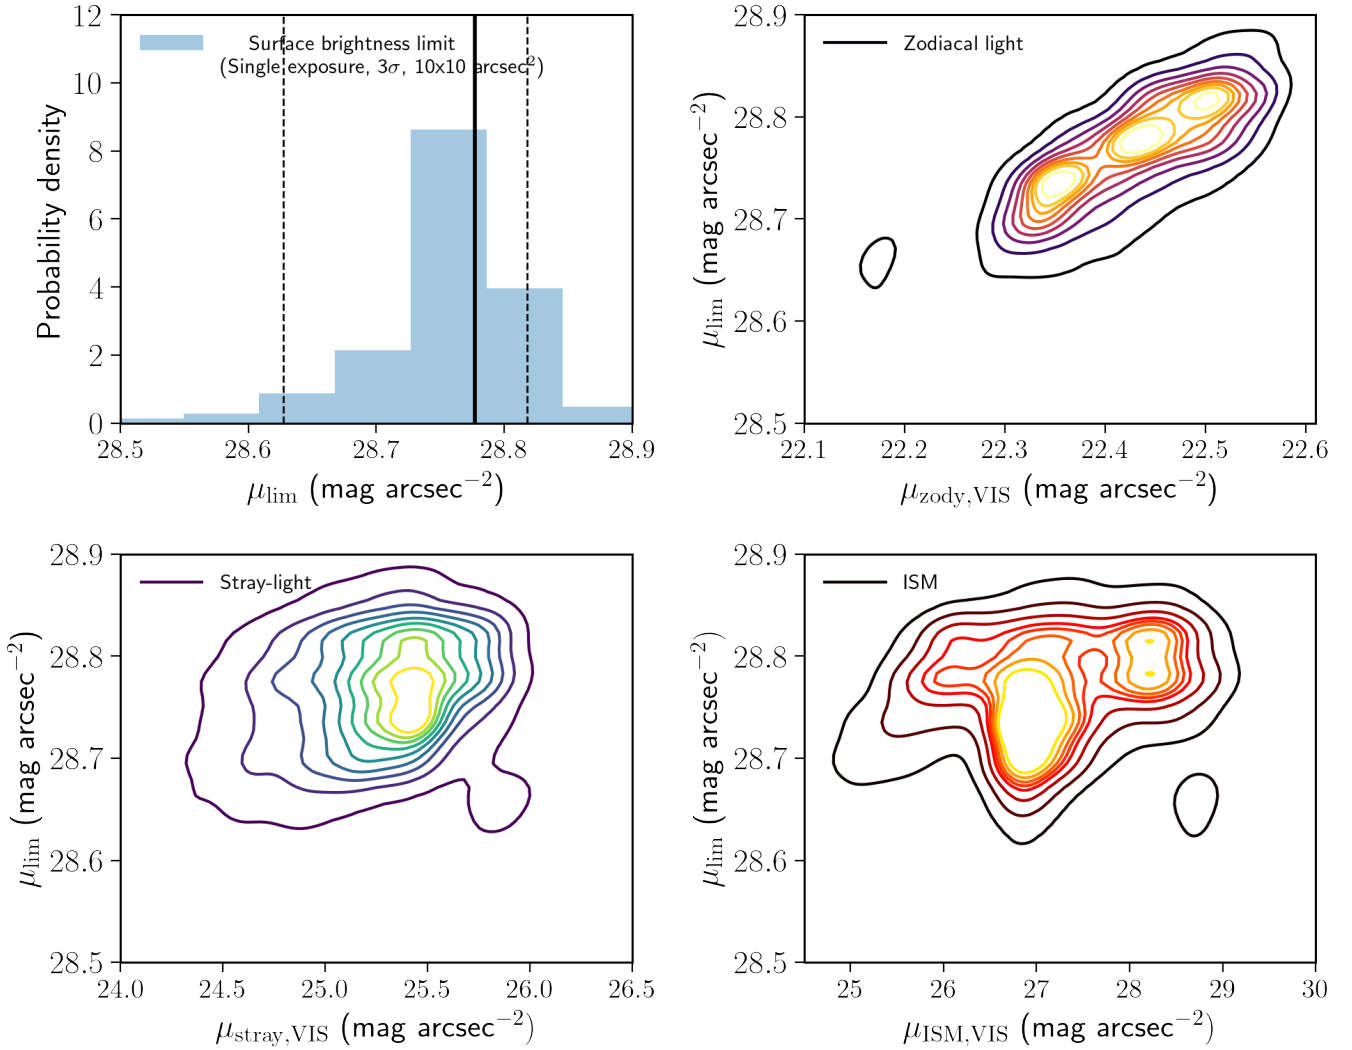 Surface brightness limit
(Single exposure, 3σ, 10x10 arcsec²)
Probability density
12
10
8
6
4
2
0
28.5 28.6 28.7 28.8 28.9
μlim (mag arcsec⁻²)
Zodiacal light
μlim (mag arcsec⁻²)
28.9
28.8
28.7
28.6
28.5
22.1 22.2 22.3 22.4 22.5 22.6
μzody,VIS (mag arcsec⁻²)
Stray-light
μlim (mag arcsec⁻²)
28.9
28.8
28.7
28.6
28.5
24.0 24.5 25.0 25.5 26.0 26.5
μstray,VIS (mag arcsec⁻²)
ISM
μlim (mag arcsec⁻²)
28.9
28.8
28.7
28.6
28.5
25 26 27 28 29 30
μISM,VIS (mag arcsec⁻²)